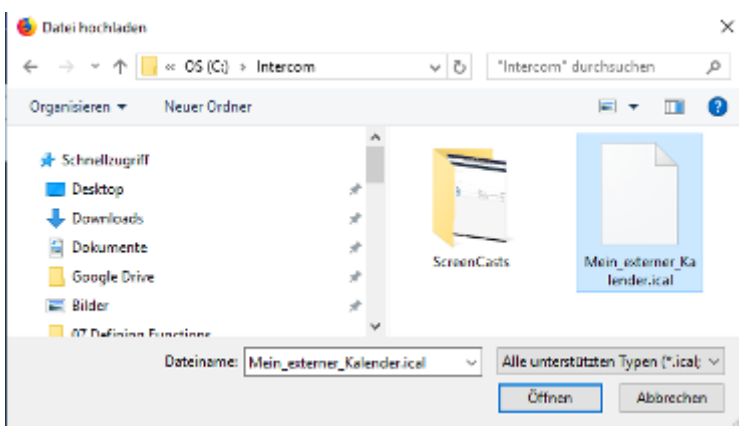 Datei hochladen
« OS (C:) > Intercom
"Intercom" durchsuchen
Organisieren
Neuer Ordner
Schnellzugriff
Desktop
Downloads
Dokumente
Google Drive
Bilder
07 Defining Functions
ScreenCasts
Mein_externer_Ka
lender.ical
Dateiname: Mein_externer_Kalender.ical
Alle unterstützten Typen (*.ical;
Öffnen
Abbrechen